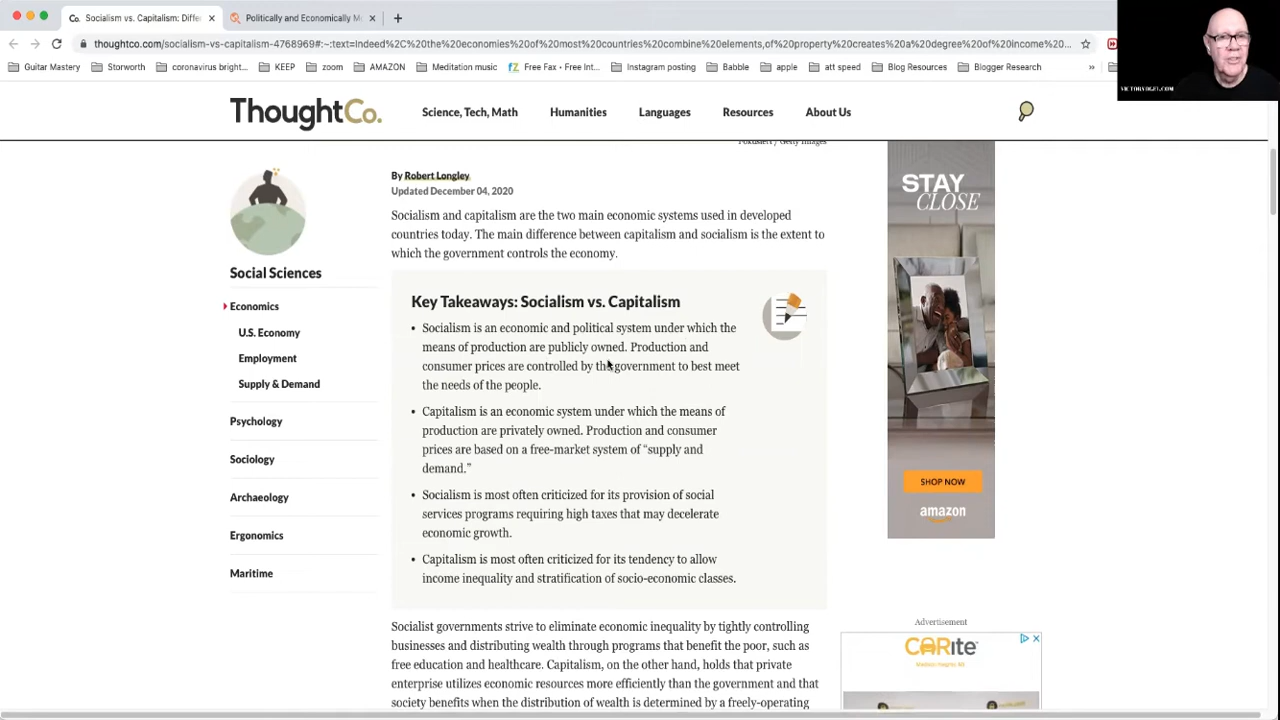 Co. Socialism vs. Capitalism: Diffe
Politically and Economically M
thoughtco.com/socialism-vs-capitalism-4768969#:~:text=Indeed%2C%20the%20economies%20of%20most%20countries%20combine%20elements,of%20property%20creates%20a%20degree%20of%20income%20...
Guitar Mastery
Storworth
coronavirus bright...
KEEP
zoom
AMAZON
Meditation music
FZ Free Fax • Free Int...
Instagram posting
Babble
apple
att speed
Blog Resources
Blogger Research
»
VICTORYOGI.COM
ThoughtCo.
Science, Tech, Math
Humanities
Languages
Resources
About Us
Pokusiert / Getty Images
By Robert Longley
Updated December 04, 2020
Socialism and capitalism are the two main economic systems used in developed
countries today. The main difference between capitalism and socialism is the extent to
which the government controls the economy.
Key Takeaways: Socialism vs. Capitalism
• Socialism is an economic and political system under which the
means of production are publicly owned. Production and
consumer prices are controlled by the government to best meet
the needs of the people.
• Capitalism is an economic system under which the means of
production are privately owned. Production and consumer
prices are based on a free-market system of “supply and
demand.”
• Socialism is most often criticized for its provision of social
services programs requiring high taxes that may decelerate
economic growth.
• Capitalism is most often criticized for its tendency to allow
income inequality and stratification of socio-economic classes.
Socialist governments strive to eliminate economic inequality by tightly controlling
businesses and distributing wealth through programs that benefit the poor, such as
free education and healthcare. Capitalism, on the other hand, holds that private
enterprise utilizes economic resources more efficiently than the government and that
society benefits when the distribution of wealth is determined by a freely-operating
Social Sciences
Economics
U.S. Economy
Employment
Supply & Demand
Psychology
Sociology
Archaeology
Ergonomics
Maritime
STAY
CLOSE
SHOP NOW
amazon
Advertisement
CARite
Madison Heights, MI